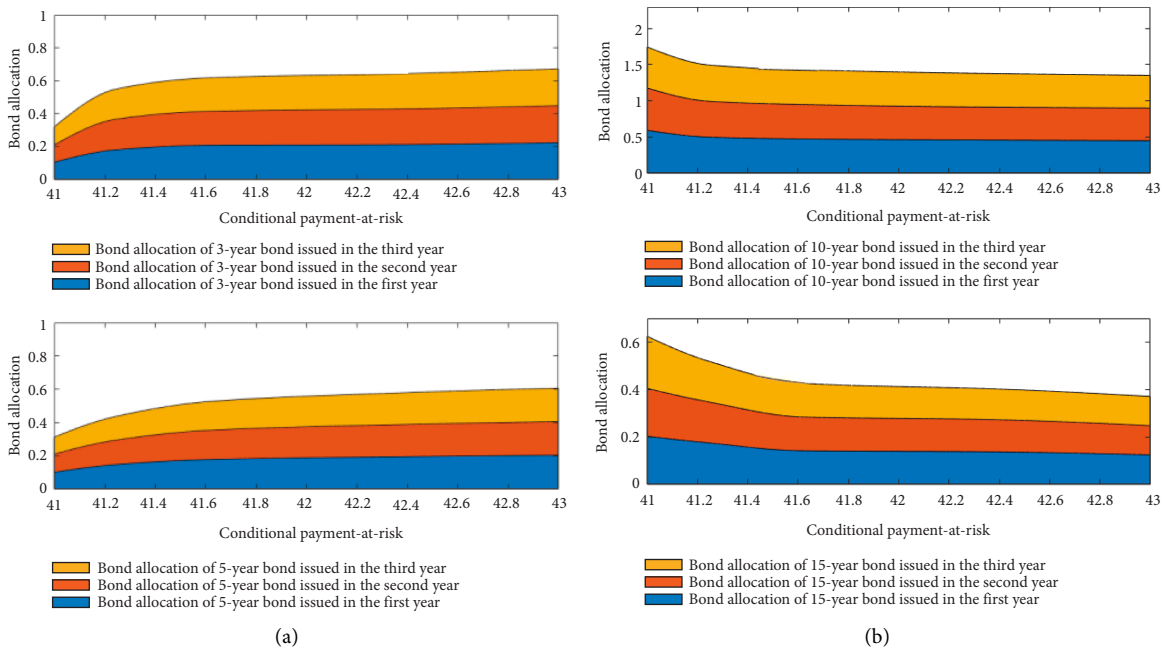 1
0.8
0.6
0.4
0.2
0
Bond allocation
41 41.2 41.4 41.6 41.8 42 42.2 42.4 42.6 42.8 43
Conditional payment-at-risk
Bond allocation of 3-year bond issued in the third year
Bond allocation of 3-year bond issued in the second year
Bond allocation of 3-year bond issued in the first year
1
0.8
0.6
0.4
0.2
0
Bond allocation
41 41.2 41.4 41.6 41.8 42 42.2 42.4 42.6 42.8 43
Conditional payment-at-risk
Bond allocation of 5-year bond issued in the third year
Bond allocation of 5-year bond issued in the second year
Bond allocation of 5-year bond issued in the first year
(a)
2
1.5
1
0.5
0
Bond allocation
41 41.2 41.4 41.6 41.8 42 42.2 42.4 42.6 42.8 43
Conditional payment-at-risk
Bond allocation of 10-year bond issued in the third year
Bond allocation of 10-year bond issued in the second year
Bond allocation of 10-year bond issued in the first year
0.6
0.4
0.2
0
Bond allocation
41 41.2 41.4 41.6 41.8 42 42.2 42.4 42.6 42.8 43
Conditional payment-at-risk
Bond allocation of 15-year bond issued in the third year
Bond allocation of 15-year bond issued in the second year
Bond allocation of 15-year bond issued in the first year
(b)